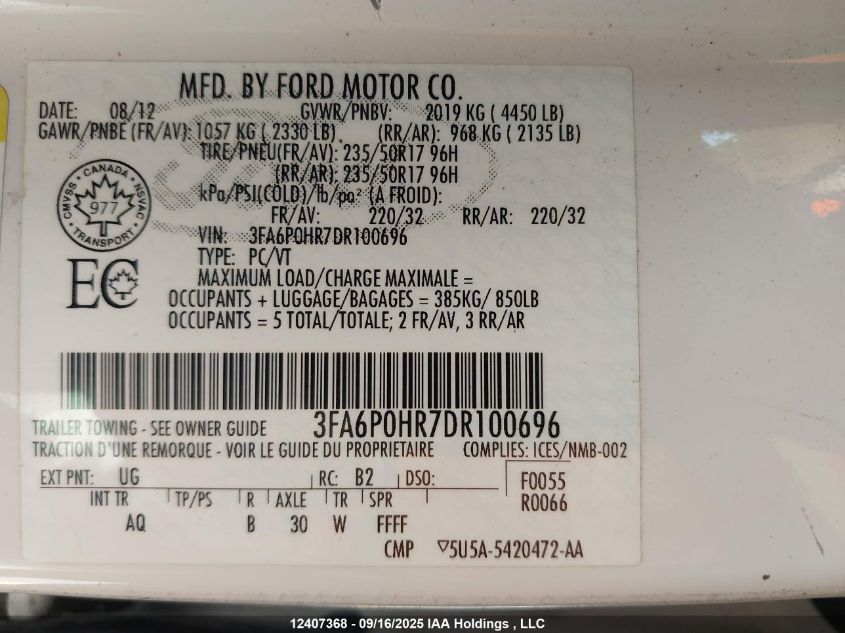 MFD. BY FORD MOTOR CO.
DATE: 08/12 GVWR/PNBV: 2019 KG ( 4450 LB)
GAWR/PNBE (FR/AV): 1057 KG ( 2330 LB). (RR/AR): 968 KG ( 2135 LB)
TIRE/PNEU(FR/AV): 235/50R17 96H
(RR/AR): 235/50R17 96H
kPa/PSI(COLD)/lb/po² (A FROID):
FR/AV: 220/32 RR/AR: 220/32
VIN: 3FA6P0HR7DR100696
TYPE: PC/VT
CMVSS - CANADA - NSVAC
977
TRANSPORT
EC
MAXIMUM LOAD/CHARGE MAXIMALE =
OCCUPANTS + LUGGAGE/BAGAGES = 385KG/ 850LB
OCCUPANTS = 5 TOTAL/TOTALE; 2 FR/AV, 3 RR/AR
TRAILER TOWING - SEE OWNER GUIDE 3FA6P0HR7DR100696
TRACTION D'UNE REMORQUE - VOIR LE GUIDE DU PROPRIETAIRE COMPLIES: ICES/NMB-002
EXT PNT: UG RC: B2 DSO: F0055
INT TR TP/PS R AXLE TR SPR R0066
AQ B 30 W FFFF
CMP ▽5U5A-5420472-AA
12407368 - 09/16/2025 IAA Holdings , LLC